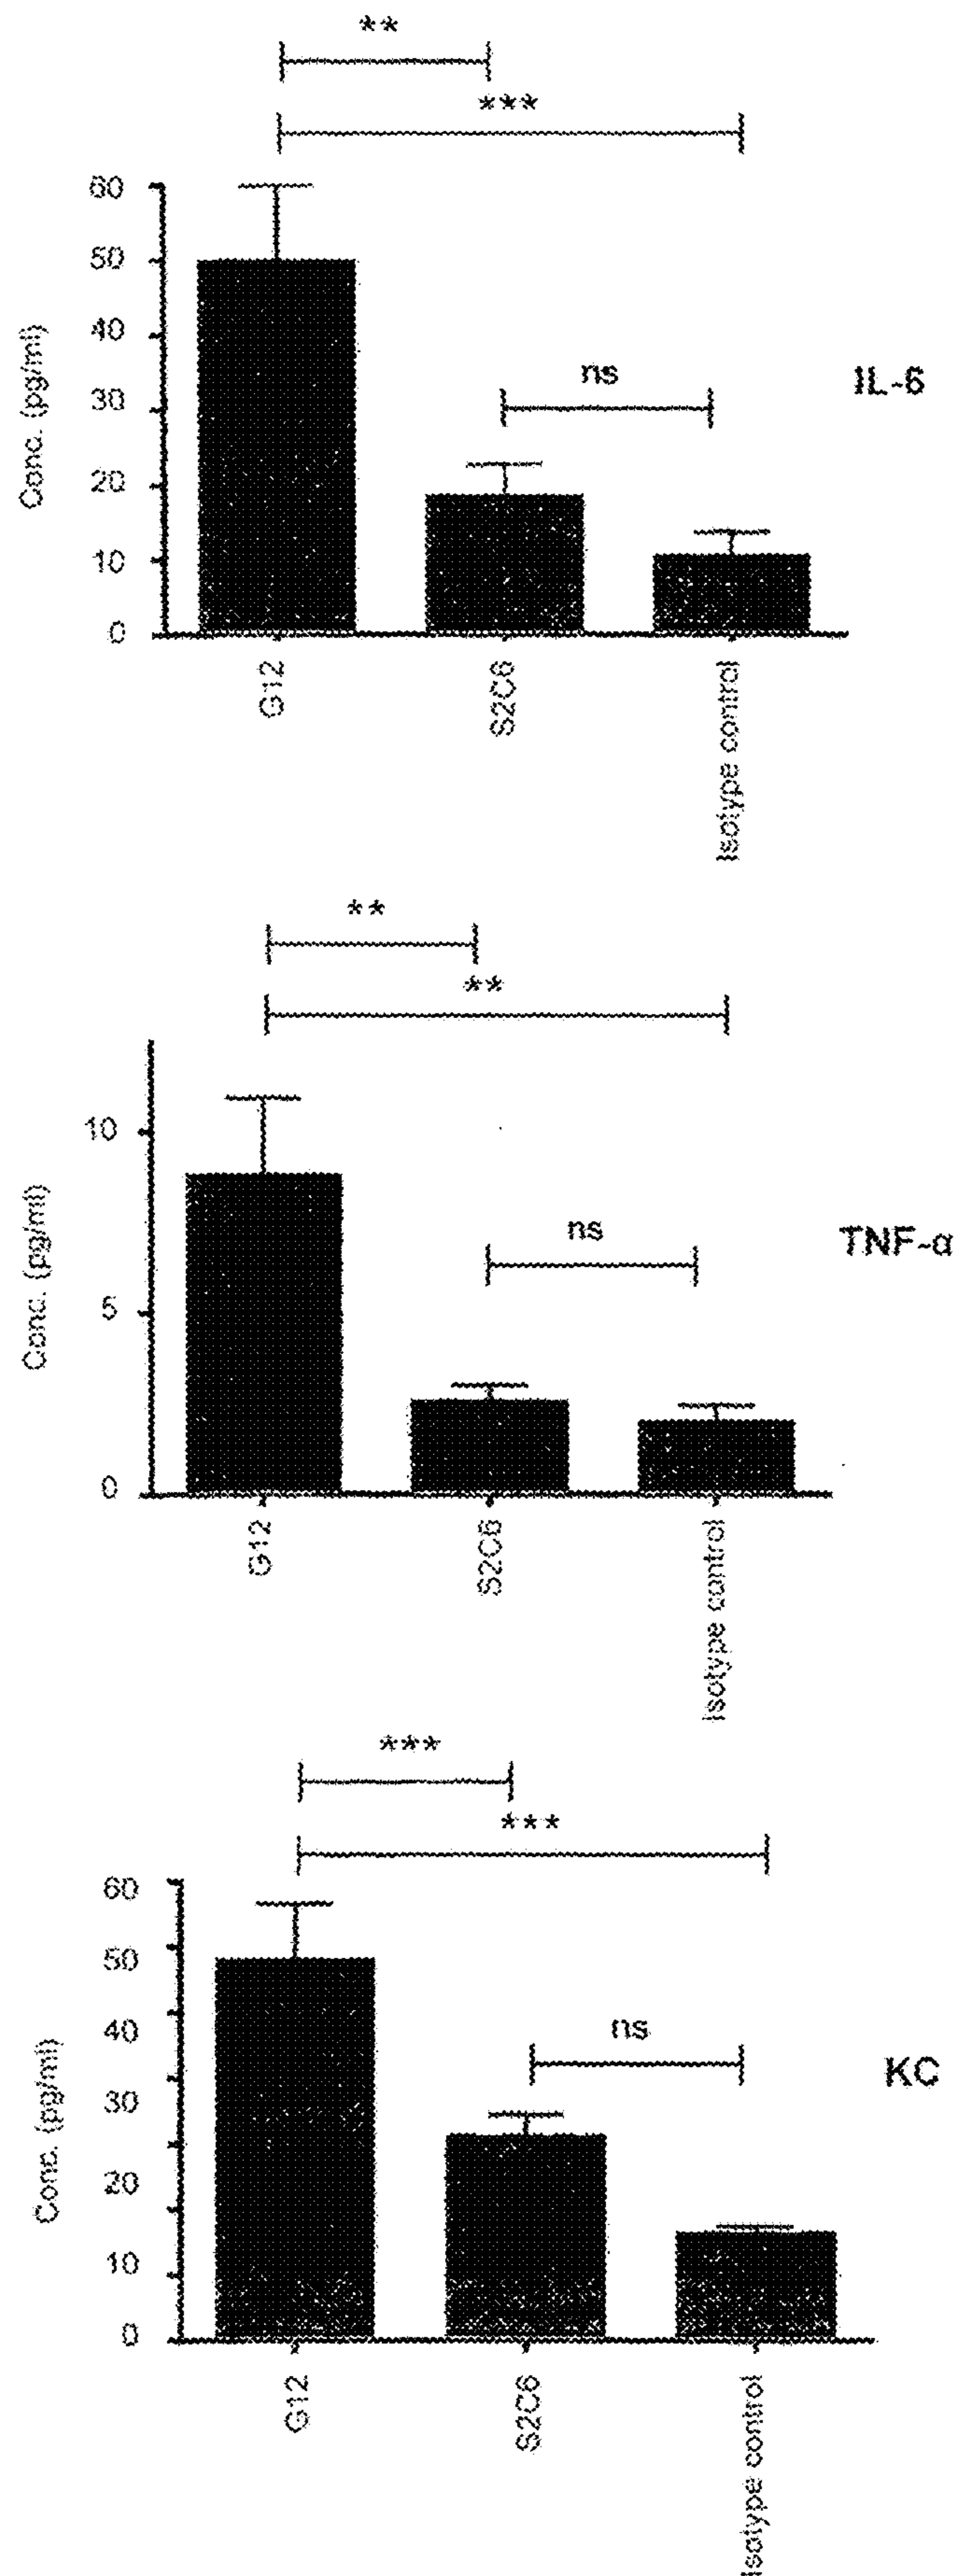 **
***
60
50
40
30
20
10
0
Conc. (pg/ml)
ns
IL-6
G12
S2C6
Isotype control
**
**
10
5
0
Conc. (pg/ml)
ns
TNF-α
G12
S2C6
Isotype control
***
***
60
50
40
30
20
10
0
Conc. (pg/ml)
ns
KC
G12
S2C6
Isotype control